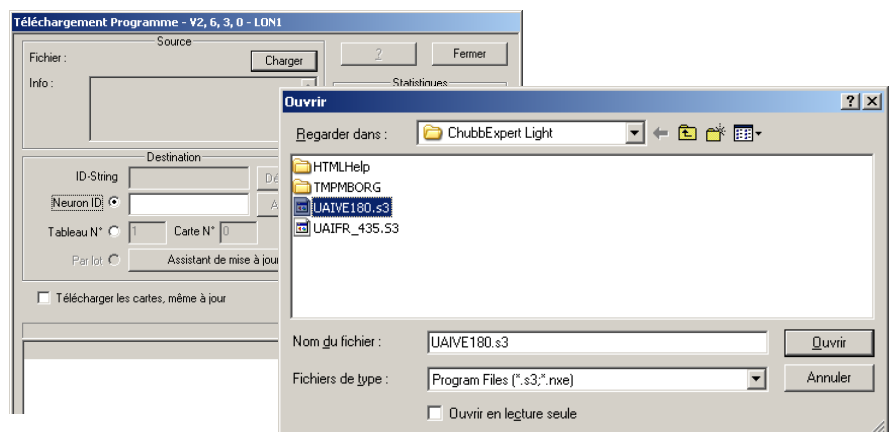 Téléchargement Programme - V2, 6, 3, 0 - LON1
Source
Fichier :
Charger
?
Fermer
Info :
Statistiques
Destination
ID-String
Dé
Neuron ID
A
Tableau N° 1 Carte N° 0
Par lot
Assistant de mise à jour
Télécharger les cartes, même à jour
Ouvrir
Regarder dans :
ChubbExpert Light
HTMLHelp
TMPMBORG
UAIVE180.s3
UAIFR_435.S3
Nom du fichier :
UAIVE180.s3
Ouvrir
Fichiers de type :
Program Files (*.s3;*.nxe)
Annuler
Ouvrir en lecture seule